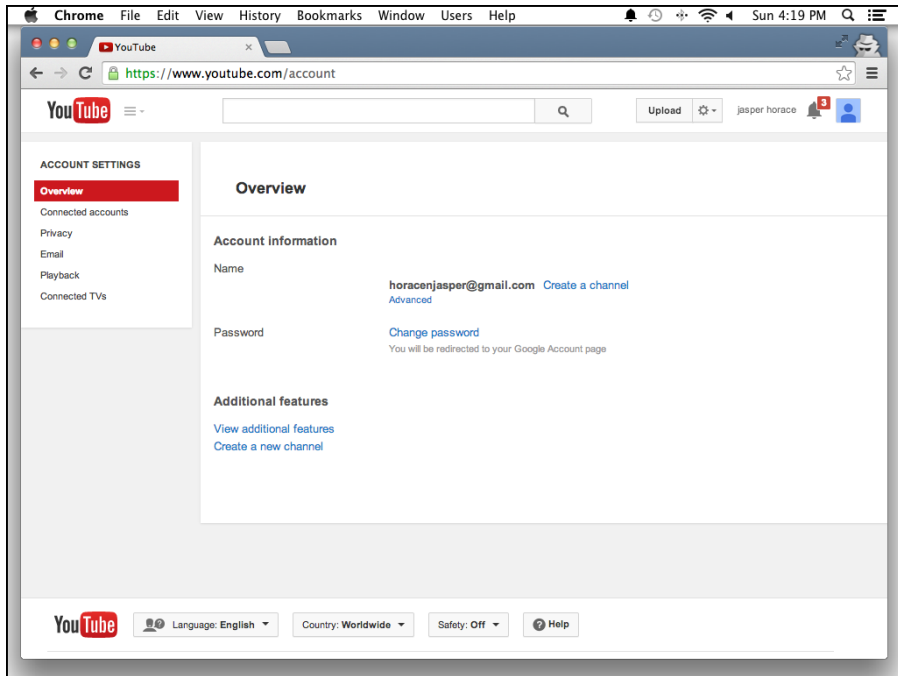 Chrome File Edit View History Bookmarks Window Users Help Sun 4:19 PM
YouTube
https://www.youtube.com/account
YouTube Upload jasper horace 3
ACCOUNT SETTINGS
Overview
Connected accounts
Privacy
Email
Playback
Connected TVs
Overview
Account information
Name
horacenjasper@gmail.com Create a channel
Advanced
Password Change password
You will be redirected to your Google Account page
Additional features
View additional features
Create a new channel
YouTube Language: English Country: Worldwide Safety: Off Help